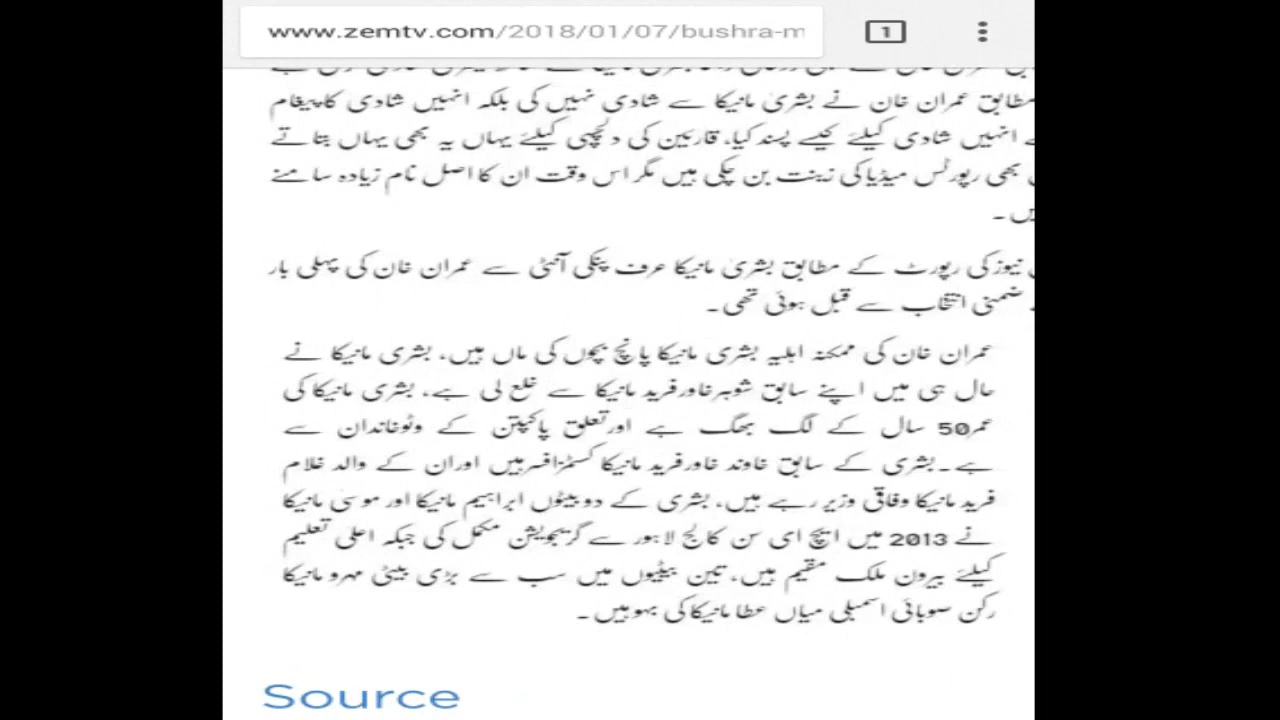 www.zemtv.com/2018/01/07/bushra-m
1
مطابق عمران خان نے بشریٰ مانیکا سے شادی نہیں کی بلکہ انہیں شادی کا پیغام
انہیں شادی کیلئے کیسے پسند کیا، قارئین کی دلچپی کیلئے یہاں یہ بھی یہاں بتاتے
بھی رپورٹس میڈیا کی زینت بن چکی ہیں مگر اس وقت ان کا اصل نام زیادہ سامنے
نیوز کی رپورٹ کے مطابق بشریٰ مانیکا عرف پنکی آنٹی سے عمران خان کی پہلی بار
ضمنی انتخاب سے قبل ہوئی تھی۔
عمران خان کی ممکنہ اہلیہ بشری مانیکا پانچ بچوں کی ماں ہیں، بشری مانیکا نے
حال ہی میں اپنے سابق شوہر خاور فرید مانیکا سے خلع لی ہے، بشری مانیکا کی
عمر 50 سال کے لگ بھگ ہے اور تعلق پاکپتن کے وٹو خاندان سے
ہے۔ بشری کے سابق خاوند خاور فرید مانیکا کسٹمز افسر ہیں اور ان کے والد غلام
فرید مانیکا وفاقی وزیر رہے ہیں، بشری کے دو بیٹوں ابراہیم مانیکا اور موسیٰ مانیکا
نے 2013 میں ایچ ای سن کالج لاہور سے گریجویشن مکمل کی جبکہ اعلی تعلیم
کیلئے بیرون ملک مقیم ہیں، تین بیٹیوں میں سب سے بڑی بیٹی مہرو مانیکا
رکن صوبائی اسمبلی میاں عطا مانیکا کی بہو ہیں۔
Source